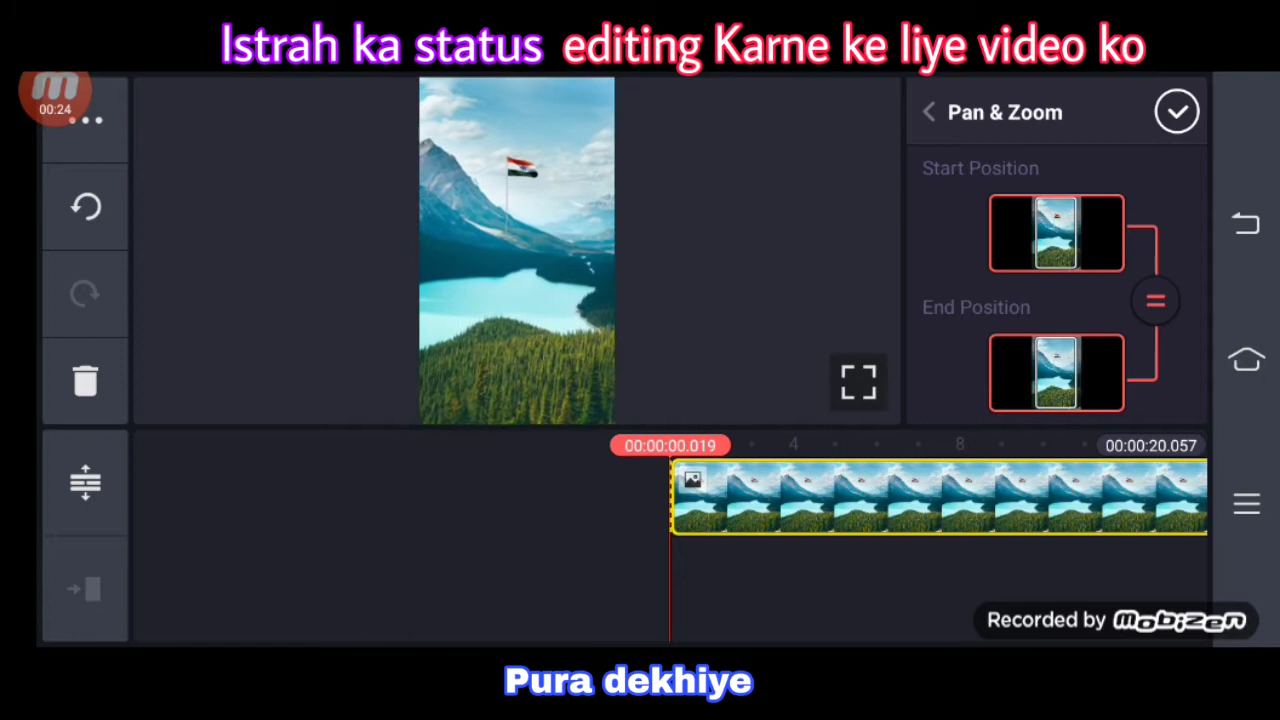 Istrah ka status editing Karne ke liye video ko
00:24
Pan & Zoom
Start Position
End Position
00:00:00.019
4
8
00:00:20.057
Recorded by mobizen
Pura dekhiye